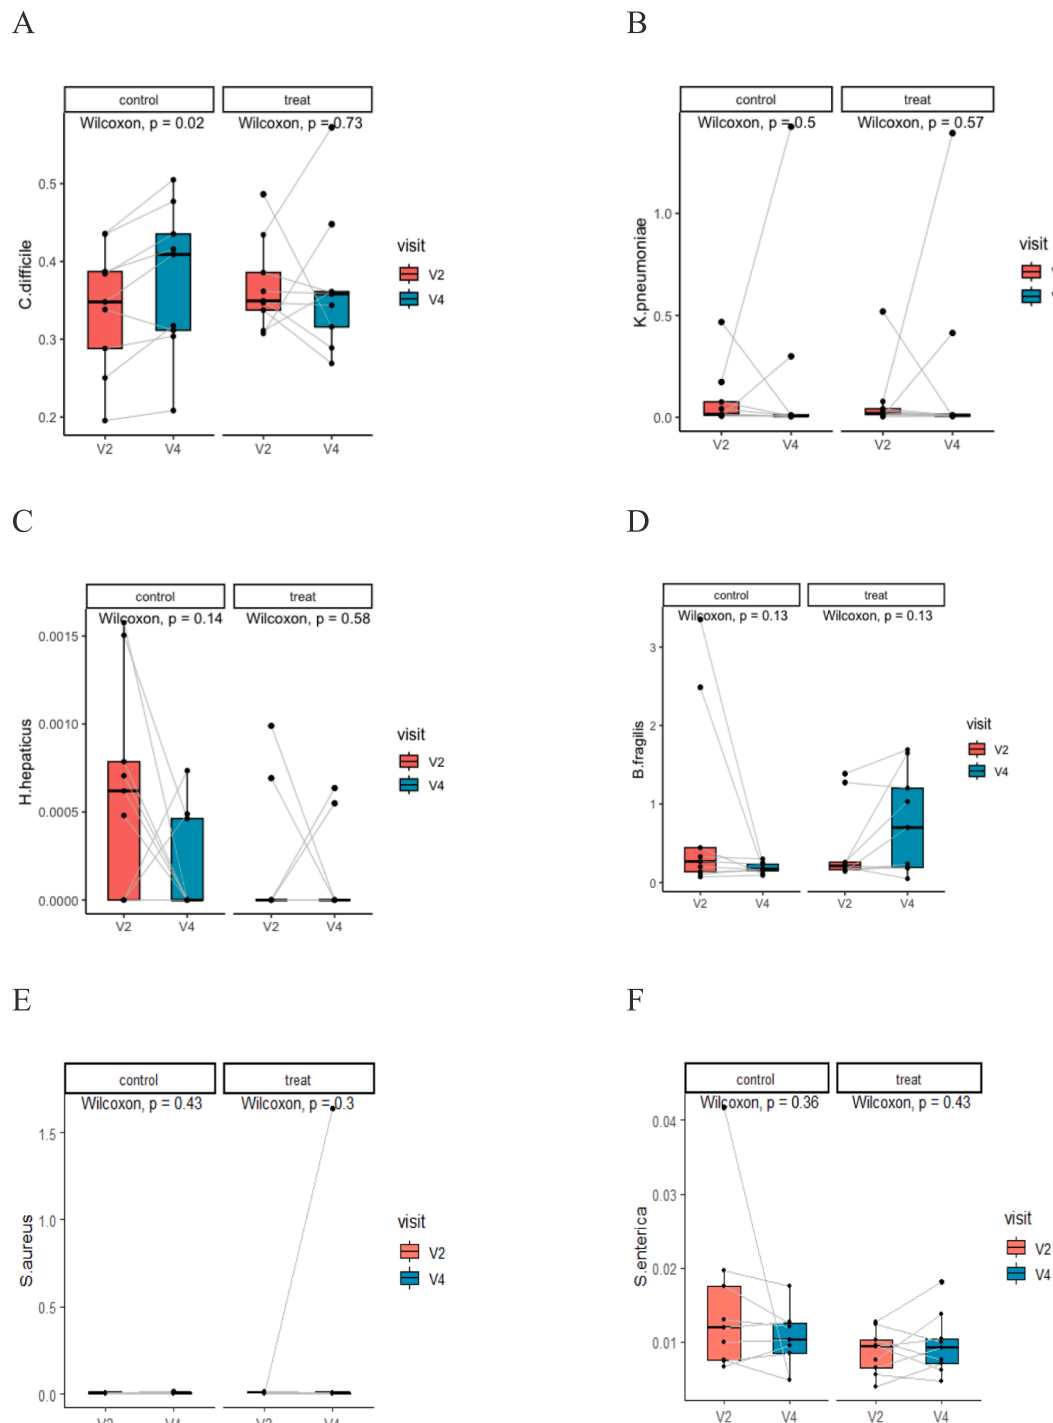 A
B
control
treat
Wilcoxon, p = 0.02
Wilcoxon, p = 0.73
C.difficile
0.5
0.4
0.3
0.2
V2
V4
V2
V4
visit
V2
V4
control
treat
Wilcoxon, p = 0.5
Wilcoxon, p = 0.57
K.pneumoniae
1.0
0.5
0.0
V2
V4
V2
V4
visit
C
D
control
treat
Wilcoxon, p = 0.14
Wilcoxon, p = 0.58
H.hepaticus
0.0015
0.0010
0.0005
0.0000
V2
V4
V2
V4
visit
V2
V4
control
treat
Wilcoxon, p = 0.13
Wilcoxon, p = 0.13
B.fragilis
3
2
1
0
V2
V4
V2
V4
visit
V2
V4
E
F
control
treat
Wilcoxon, p = 0.43
Wilcoxon, p = 0.3
S.aureus
1.5
1.0
0.5
0.0
V2
V4
V2
V4
visit
V2
V4
control
treat
Wilcoxon, p = 0.36
Wilcoxon, p = 0.43
S.enterica
0.04
0.03
0.02
0.01
V2
V4
V2
V4
visit
V2
V4